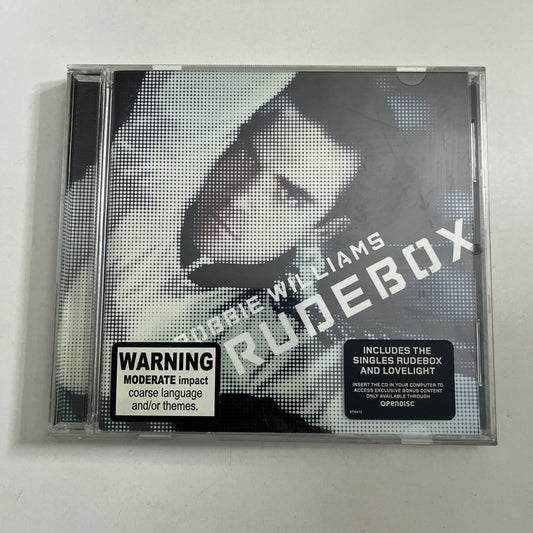 ROBBIE WILLIAMS
RUDEBOX
WARNING
MODERATE impact
coarse language
and/or themes.
INCLUDES THE
SINGLES RUDEBOX
AND LOVELIGHT
INSERT THE CD IN YOUR COMPUTER TO
ACCESS EXCLUSIVE BONUS CONTENT
ONLY AVAILABLE THROUGH
OPENDISC